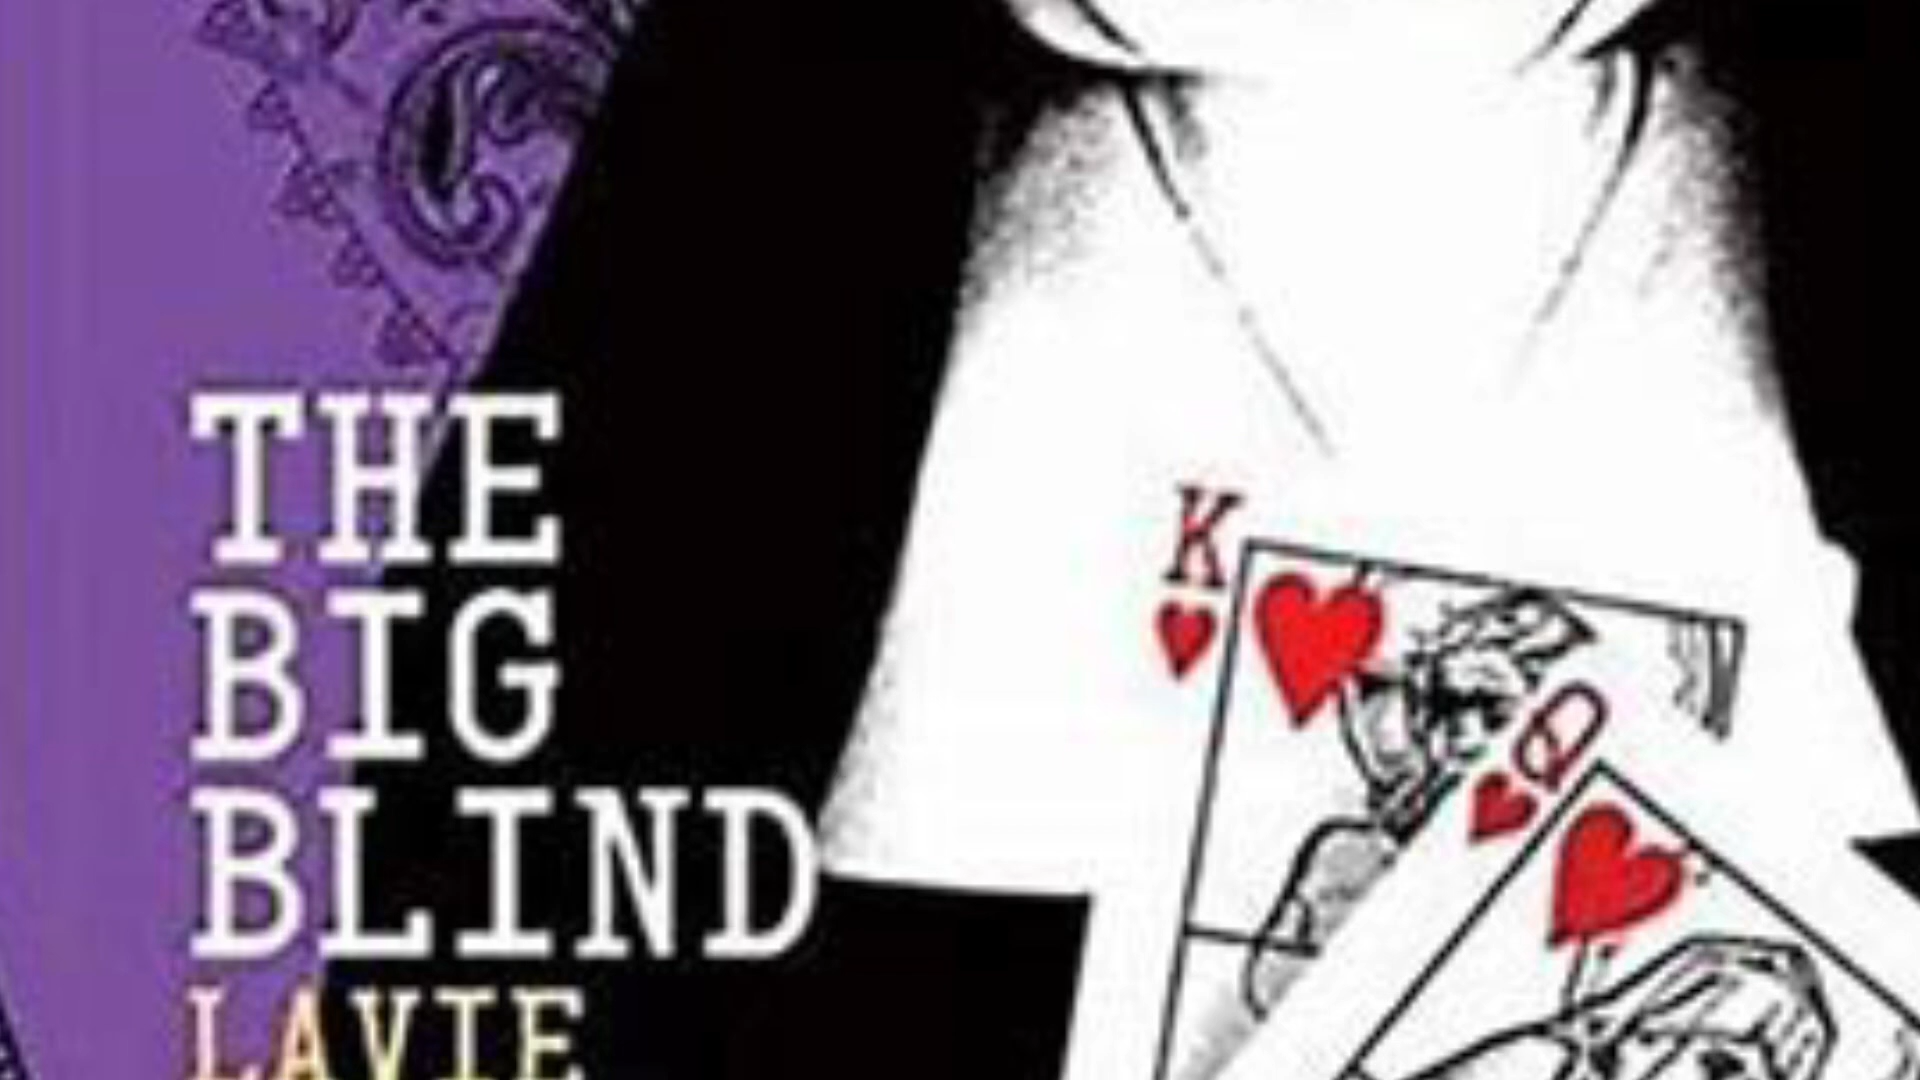 THE
BIG
BLIND
LAVIE
K
Q